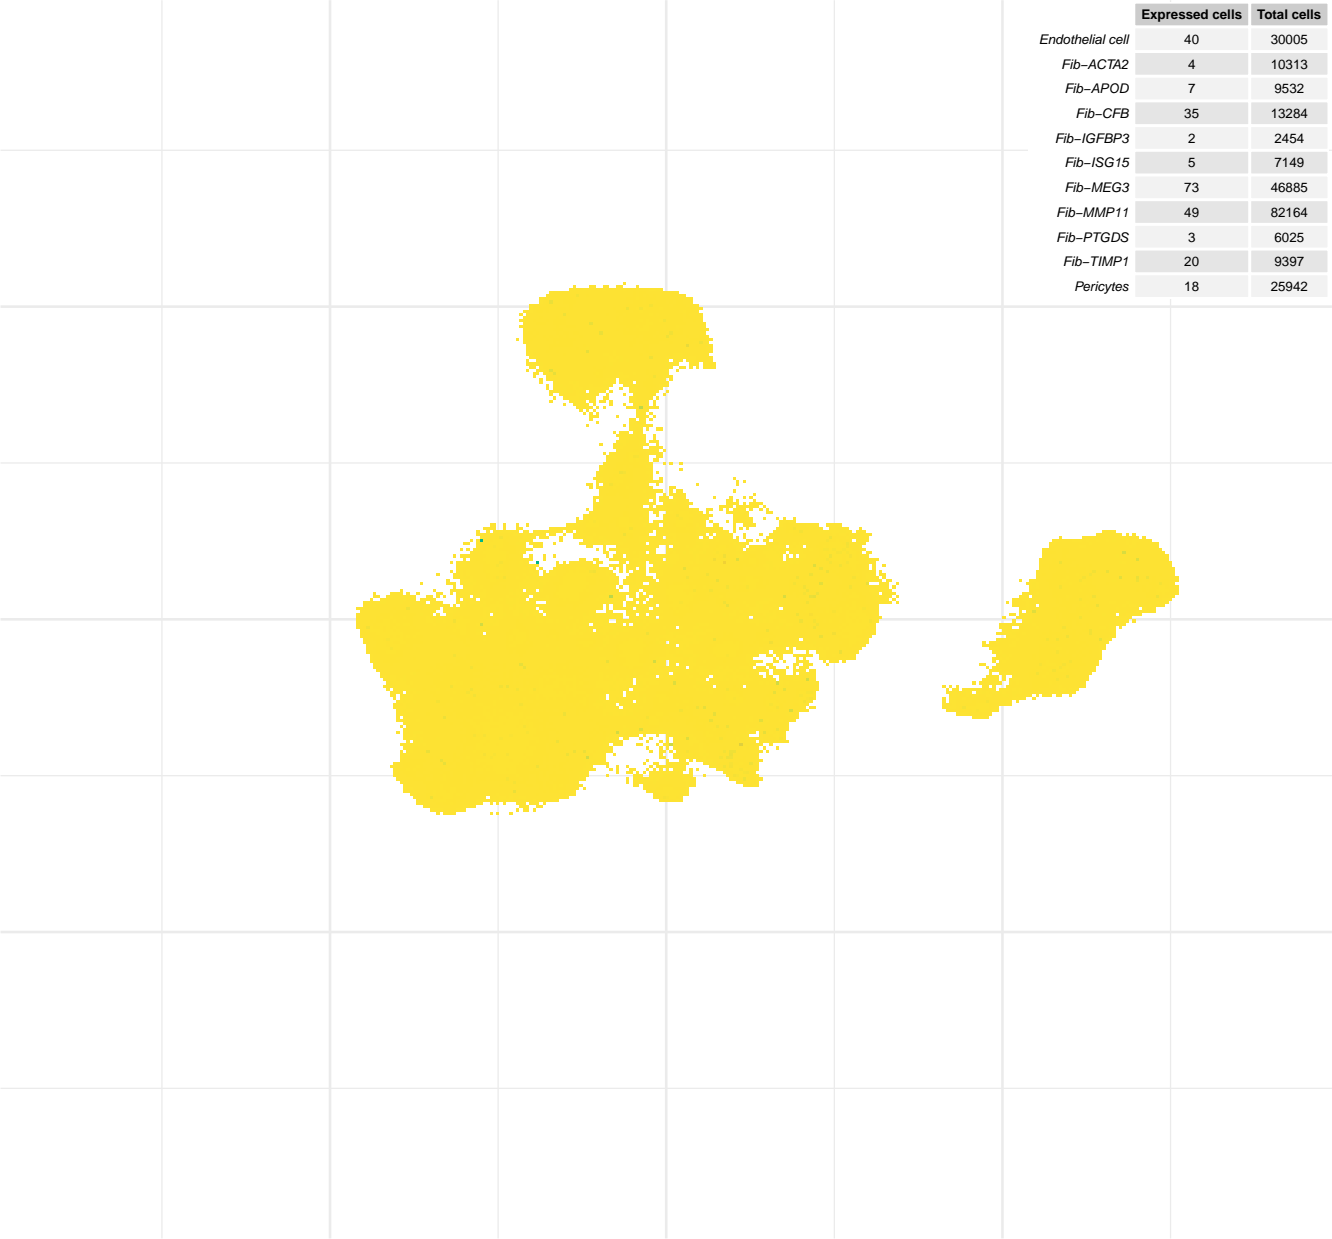 Expressed cells Total cells
Endothelial cell 40 30005
Fib−ACTA2 4 10313
Fib−APOD 7 9532
Fib−CFB 35 13284
Fib−IGFBP3 2 2454
Fib−ISG15 5 7149
Fib−MEG3 73 46885
Fib−MMP11 49 82164
Fib−PTGDS 3 6025
Fib−TIMP1 20 9397
Pericytes 18 25942